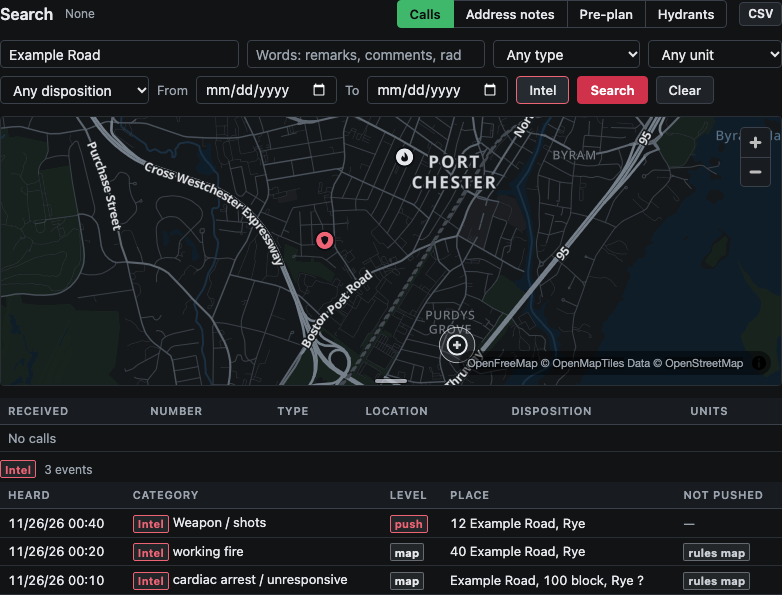 Search None Calls Address notes Pre-plan Hydrants CSV
Example Road Words: remarks, comments, rad Any type Any unit
Any disposition From mm/dd/yyyy To mm/dd/yyyy Intel Search Clear
PORT
CHESTER
BYRAM
95
Purchase Street
Cross Westchester Expressway
95
Boston Post Road
PURDYS
GROVE
OpenFreeMap © OpenMapTiles Data © OpenStreetMap
RECEIVED NUMBER TYPE LOCATION DISPOSITION UNITS
No calls
Intel 3 events
HEARD CATEGORY LEVEL PLACE NOT PUSHED
11/26/26 00:40 Intel Weapon / shots push 12 Example Road, Rye —
11/26/26 00:20 Intel working fire map 40 Example Road, Rye rules map
11/26/26 00:10 Intel cardiac arrest / unresponsive map Example Road, 100 block, Rye ? rules map